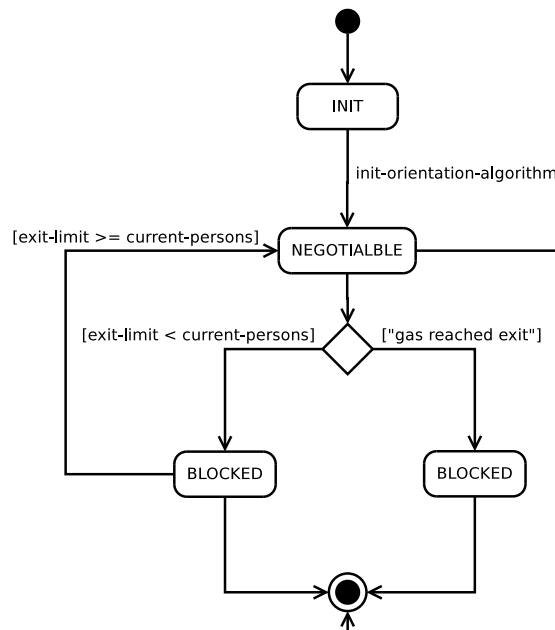 INIT
init-orientation-algorithm
[exit-limit >= current-persons]
NEGOTIALBLE
[exit-limit < current-persons]
["gas reached exit"]
BLOCKED
BLOCKED